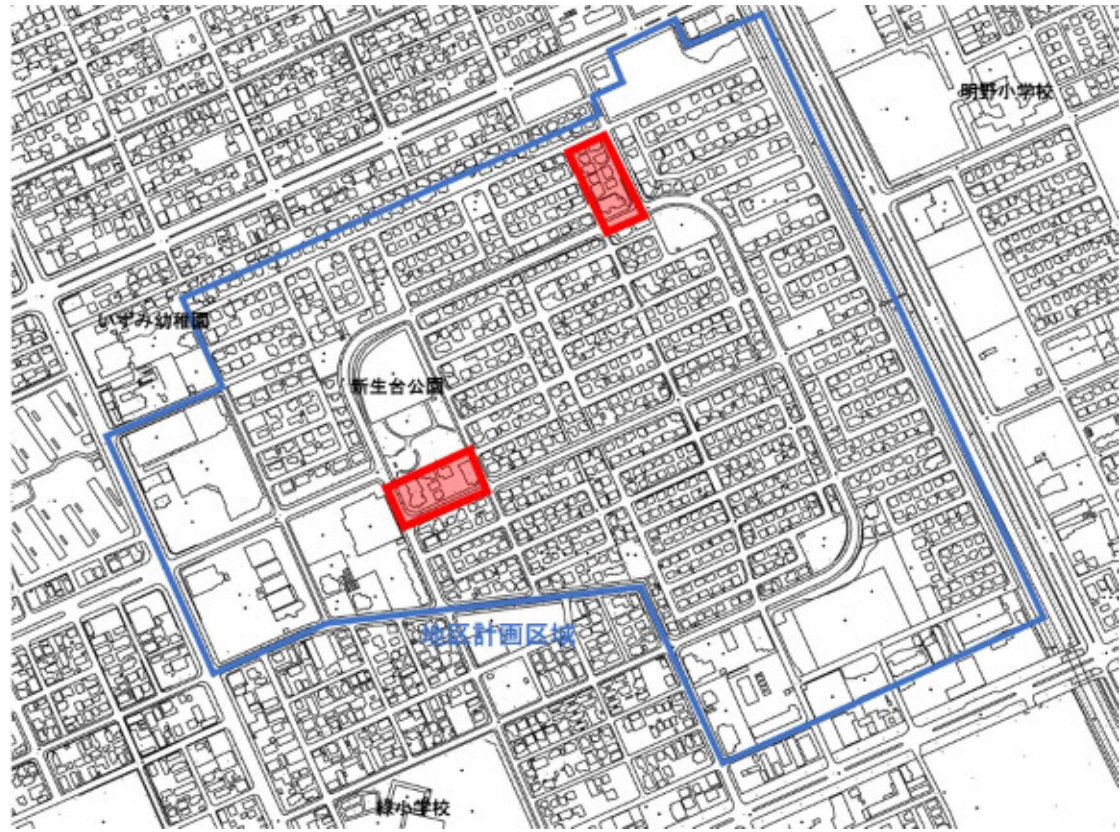 明野小学校
いずみ幼稚園
新生台公園
地区計画区域
緑小学校